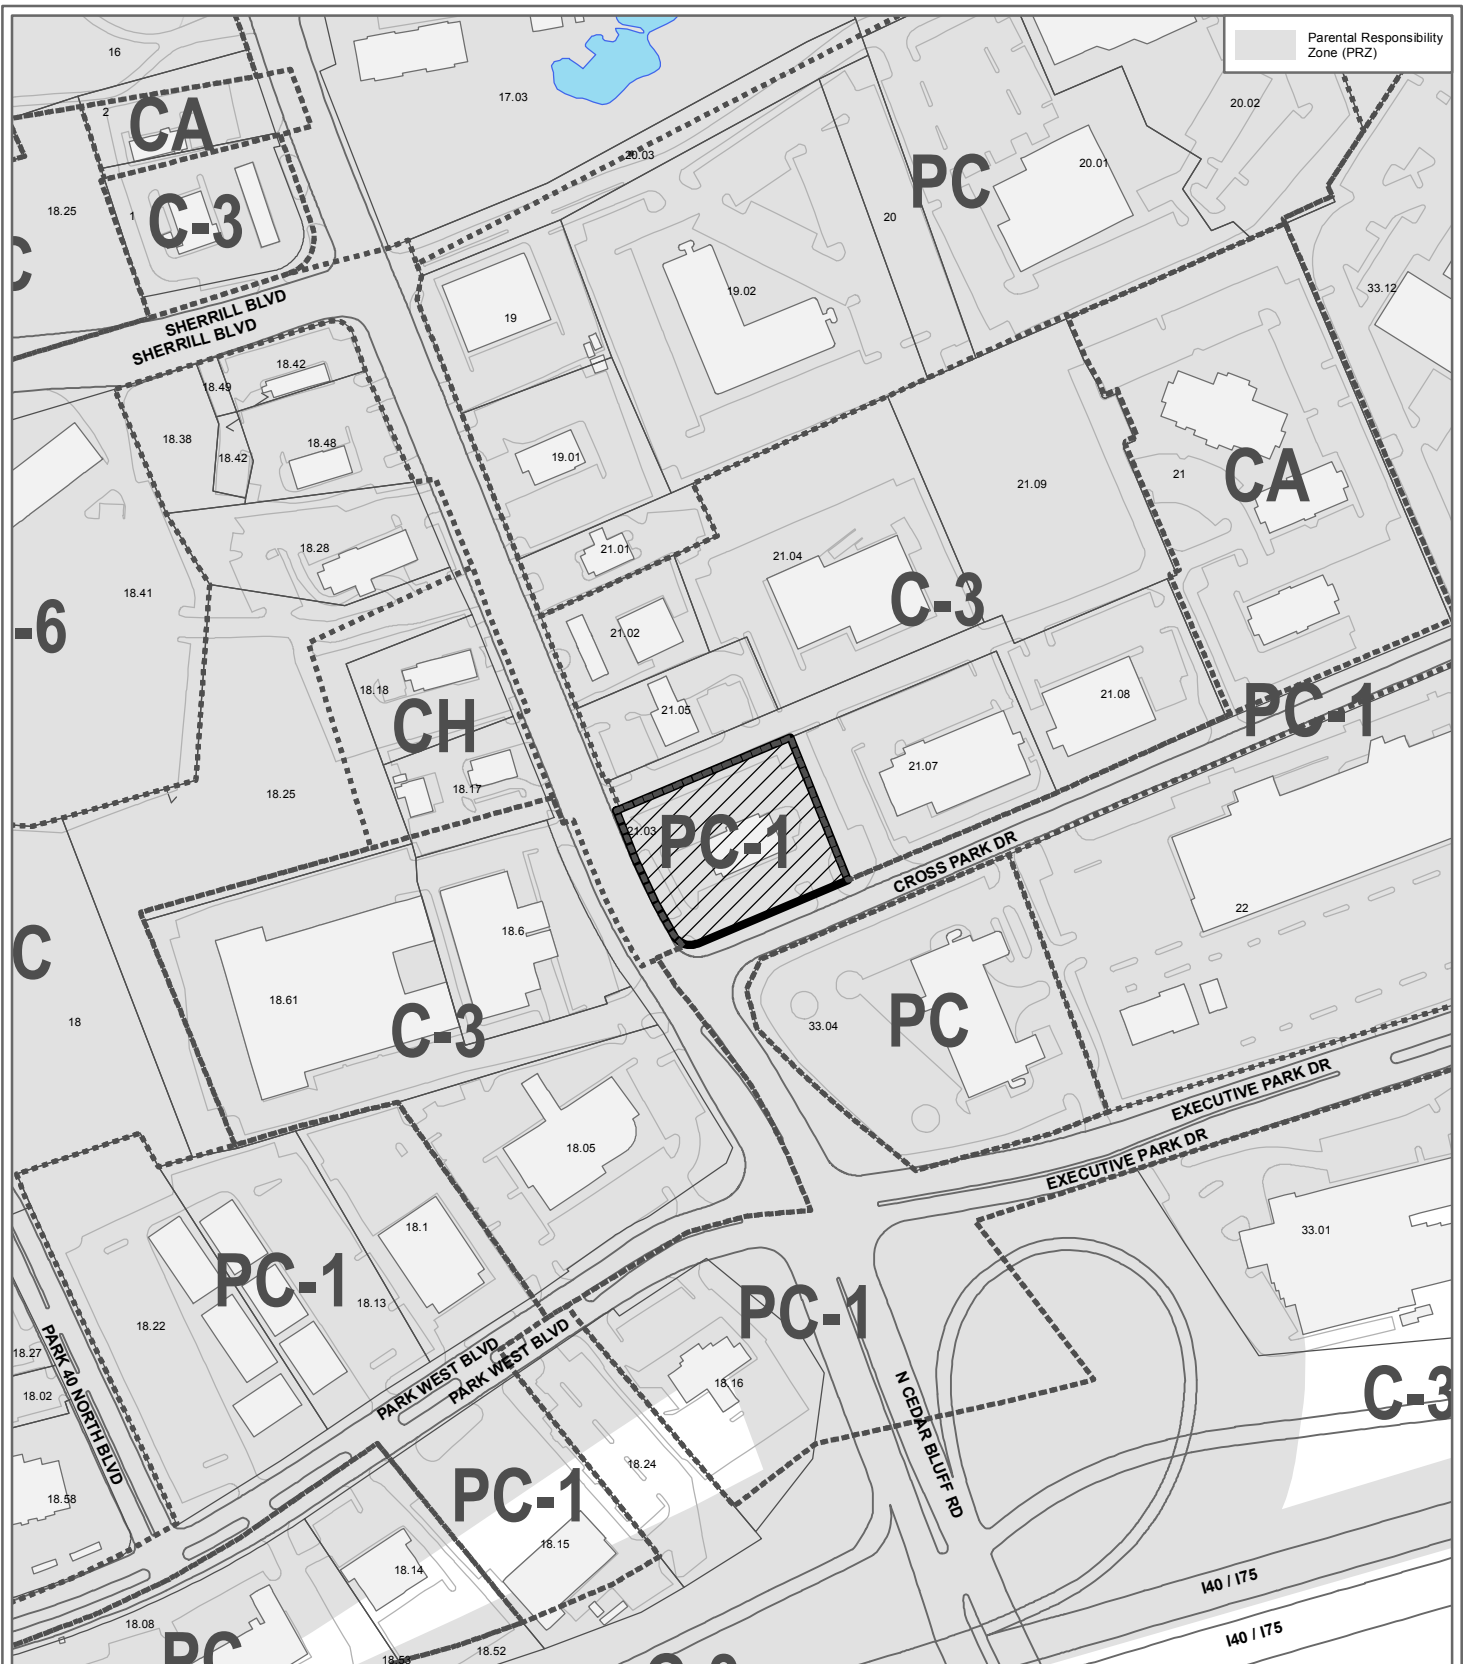 Parental Responsibility
Zone (PRZ)
16
17.03
20.02
2
CA
20.03
20.01
PC
18.25
1
C-3
20
C
19.02
33.12
SHERRILL BLVD
SHERRILL BLVD
19
18.42
18.49
18.38
18.48
18.42
19.01
21.09
21
CA
18.28
21.01
21.04
18.41
C-3
-6
21.02
18.18
21.05
21.08
PC-1
CH
21.07
18.17
18.25
21.03
PC-1
CROSS PARK DR
22
18.6
C
18.61
18
C-3
33.04
PC
EXECUTIVE PARK DR
EXECUTIVE PARK DR
18.05
18.1
33.01
PC-1
18.13
PC-1
18.22
18.27
PARK 40 NORTH BLVD
PARK WEST BLVD
PARK WEST BLVD
18.02
18.16
N CEDAR BLUFF RD
C-3
18.24
PC-1
18.58
18.15
18.14
I40 / I75
18.08
PC
18.52
18.53
I40 / I75